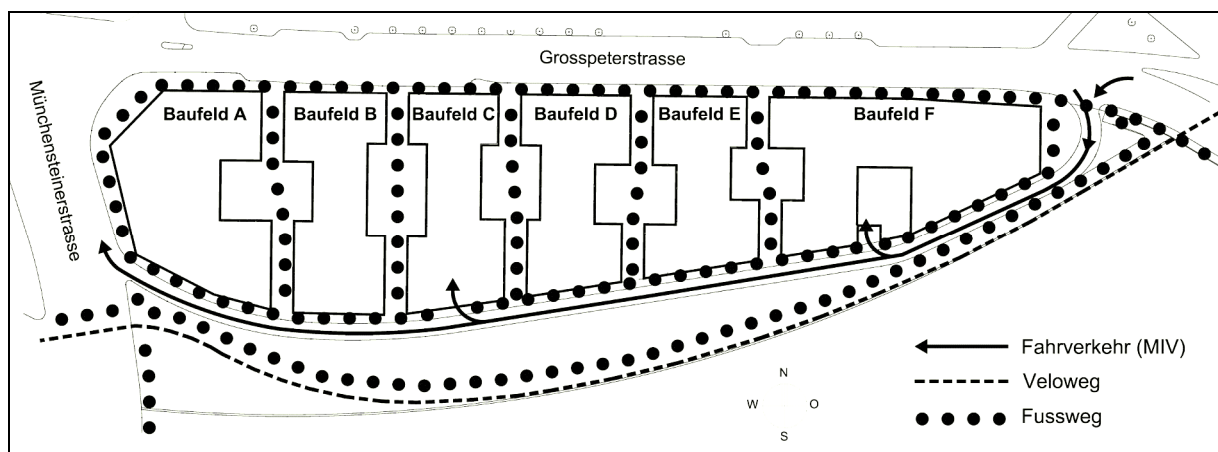 Grosspeterstrasse
Münchensteinerstrasse
Baufeld A
Baufeld B
Baufeld C
Baufeld D
Baufeld E
Baufeld F
N
W O
S
Fahrverkehr (MIV)
Veloweg
Fussweg